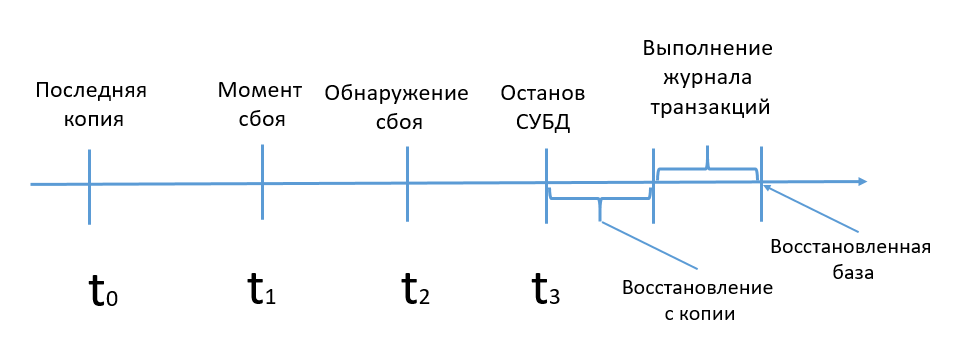 Последняя
копия
Момент
сбоя
Обнаружение
сбоя
Останов
СУБД
Выполнение
журнала
транзакций
t0
t1
t2
t3
Восстановление
с копии
Восстановленная
база